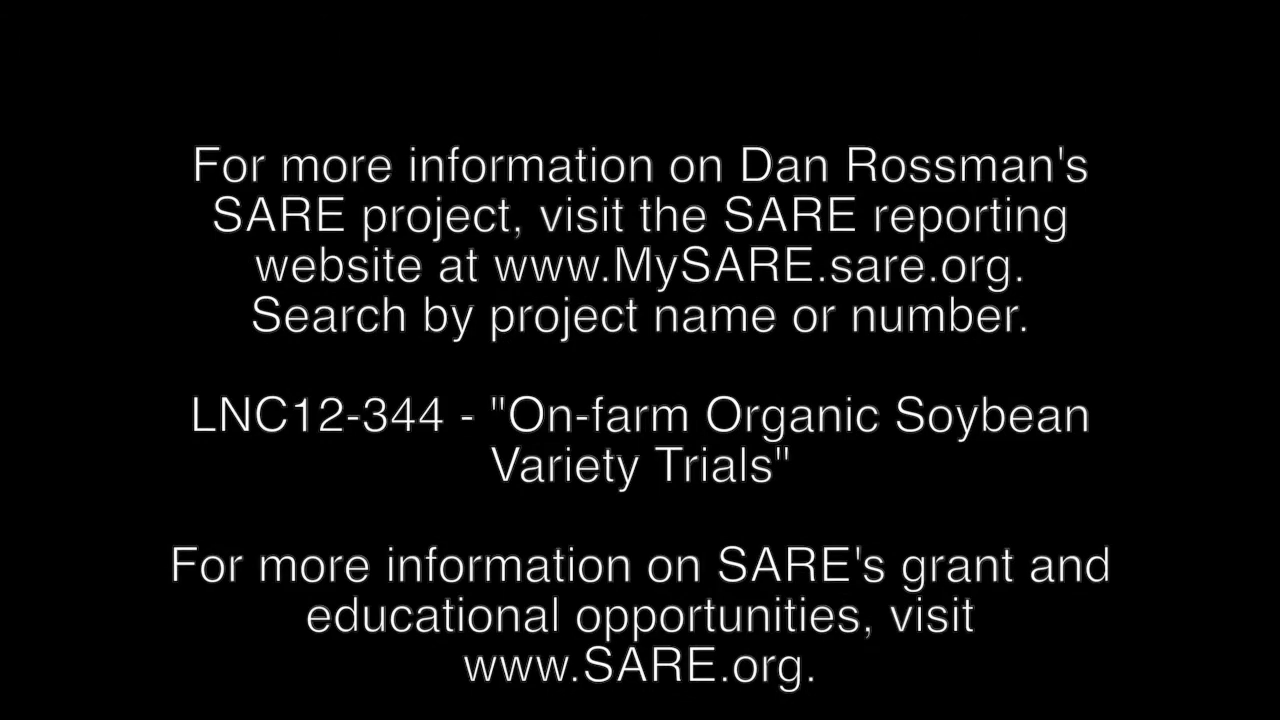 For more information on Dan Rossman's
SARE project, visit the SARE reporting
website at www.MySARE.sare.org.
Search by project name or number.
LNC12-344 - "On-farm Organic Soybean
Variety Trials"
For more information on SARE's grant and
educational opportunities, visit
www.SARE.org.